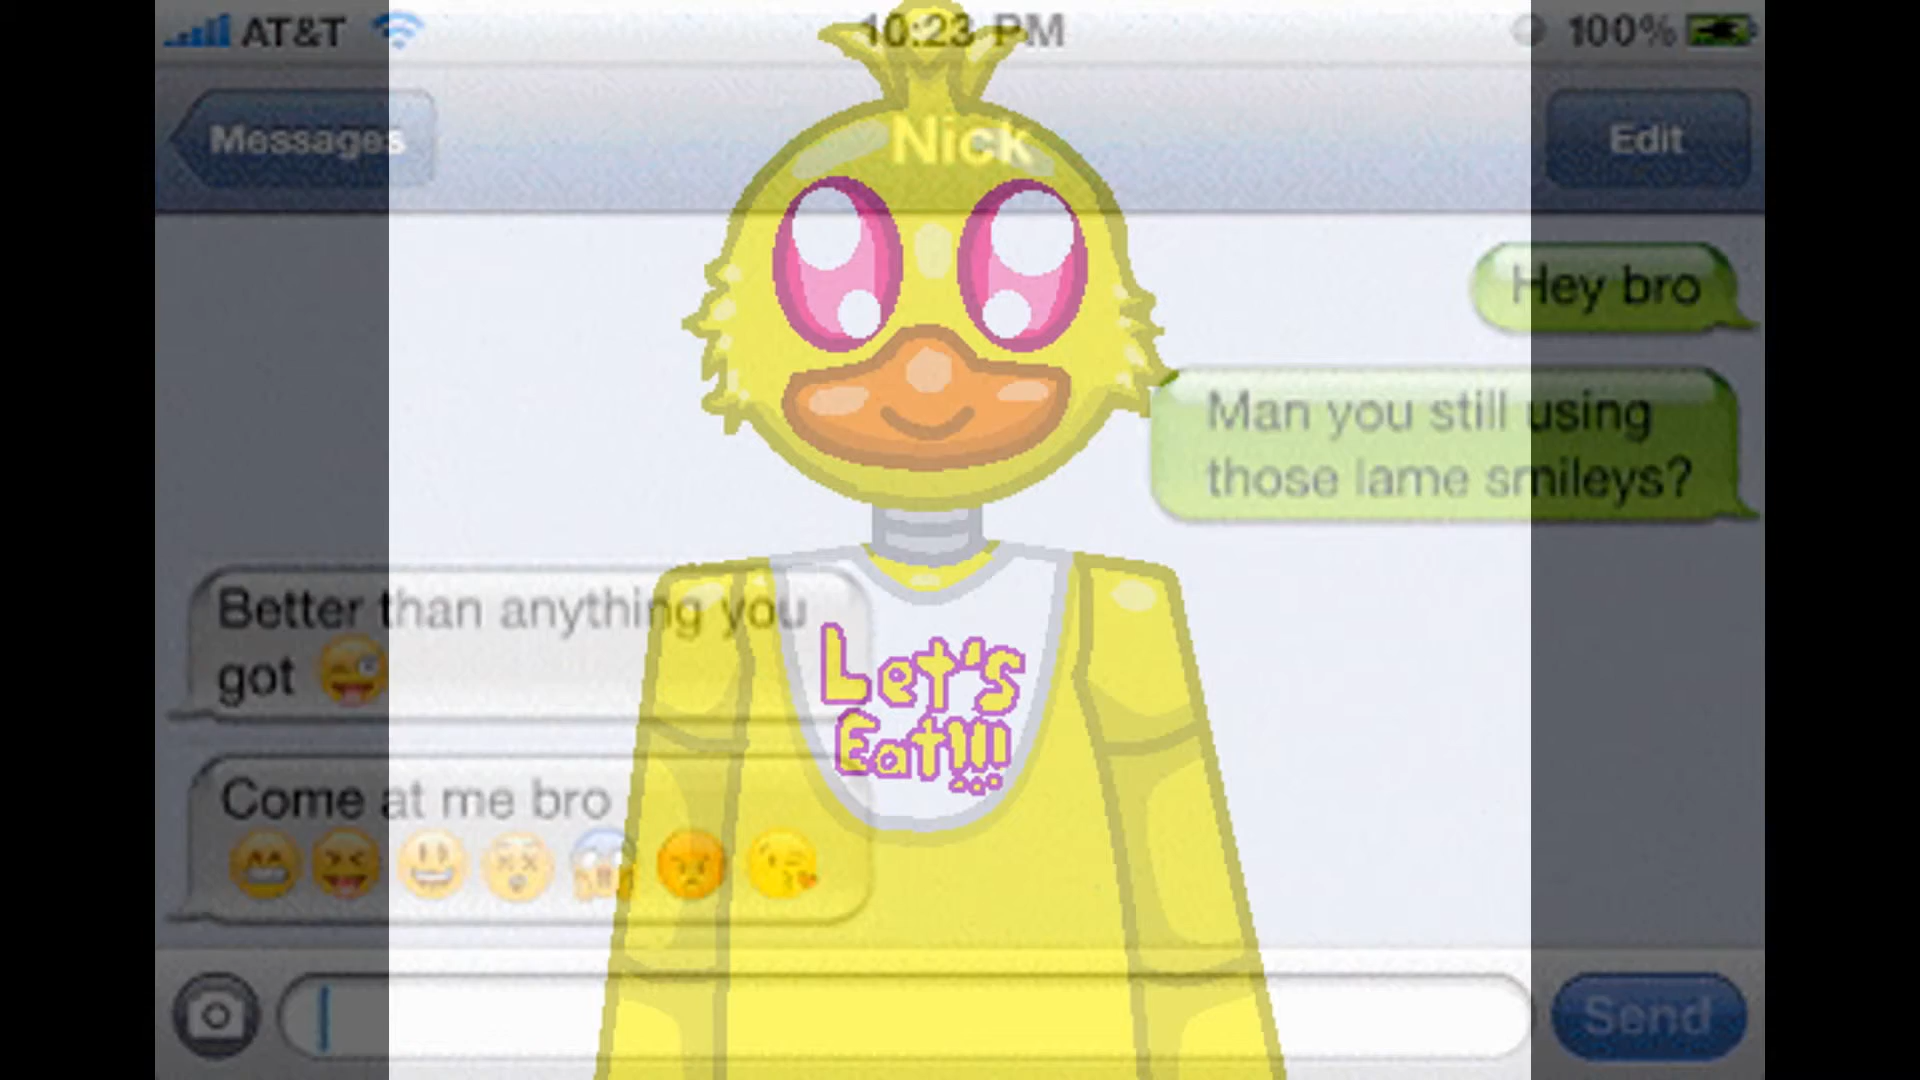 AT&T 10:23 PM 100%
Messages Nick Edit
Hey bro
Man you still using
those lame smileys?
Better than anything you
got 😜
Let's
Eat!!!
Come at me bro
😁😆😃😵😱😡😘
Send